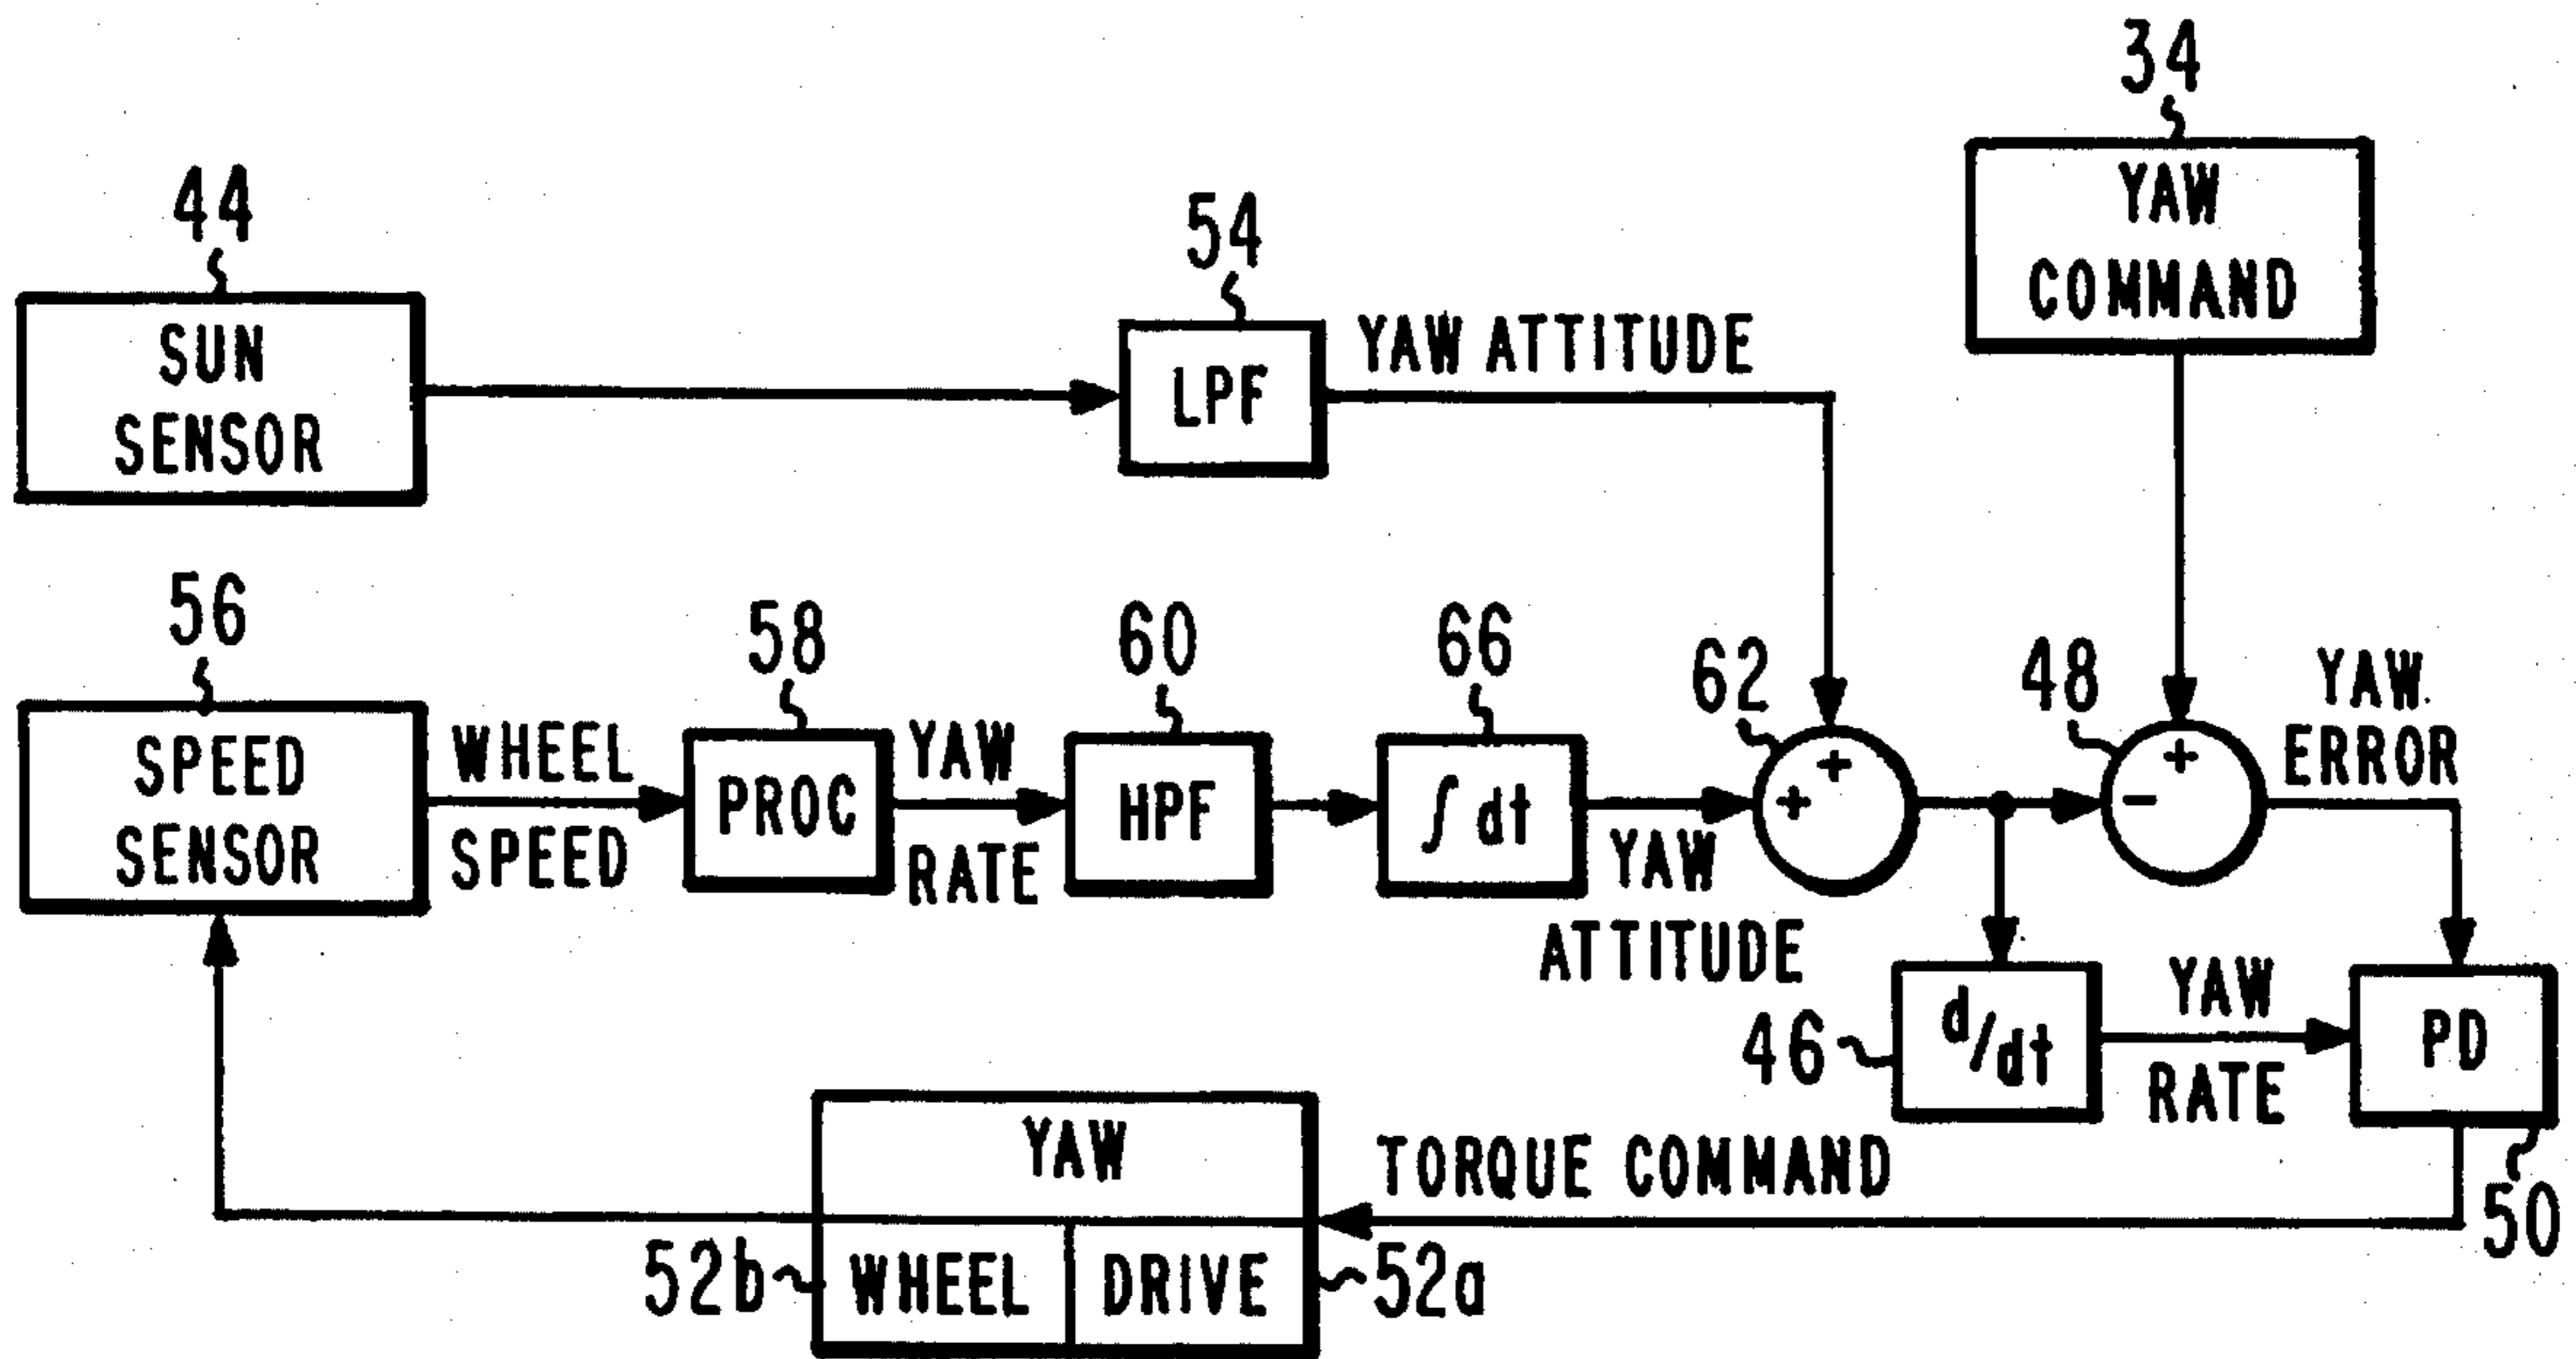 34
YAW
COMMAND
44
SUN
SENSOR
54
LPF
YAW ATTITUDE
56
SPEED
SENSOR
WHEEL
SPEED
58
PROC
YAW
RATE
60
HPF
66
∫ dt
YAW
ATTITUDE
62
+
+
48
+
−
YAW
ERROR
46
d/dt
YAW
RATE
PD
50
TORQUE COMMAND
YAW
52b
WHEEL
DRIVE
52a